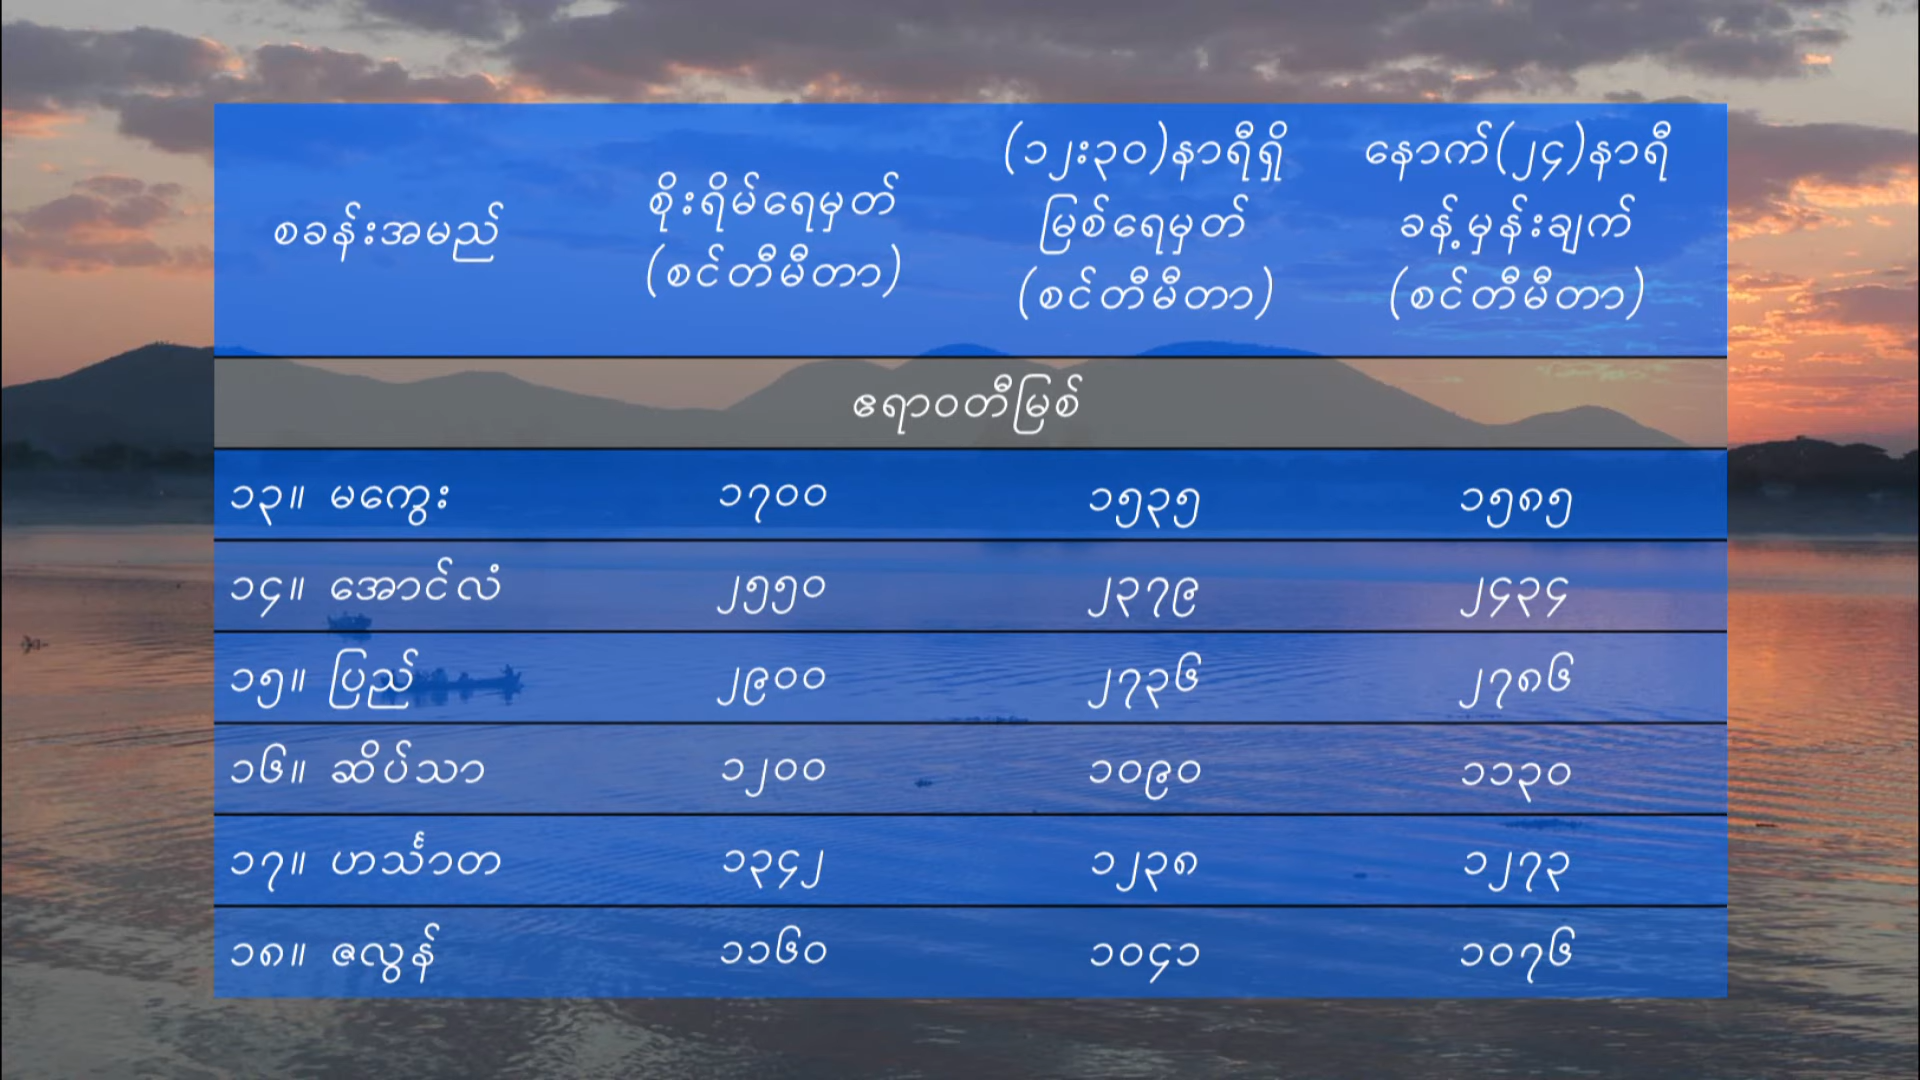 စခန်းအမည်
စိုးရိမ်ရေမှတ်
(စင်တီမီတာ)
(၁၂း၃၀)နာရီရှိ
မြစ်ရေမှတ်
(စင်တီမီတာ)
နောက်(၂၄)နာရီ
ခန့်မှန်းချက်
(စင်တီမီတာ)
ဧရာဝတီမြစ်
၁၃။ မကွေး ၁၇၀၀ ၁၅၃၅ ၁၅၈၅
၁၄။ အောင်လံ ၂၅၅၀ ၂၃၇၉ ၂၄၃၄
၁၅။ ပြည် ၂၉၀၀ ၂၇၃၆ ၂၇၈၆
၁၆။ ဆိပ်သာ ၁၂၀၀ ၁၀၉၀ ၁၁၃၀
၁၇။ ဟင်္သာတ ၁၃၄၂ ၁၂၃၈ ၁၂၇၃
၁၈။ ဇလွန် ၁၁၆၀ ၁၀၄၁ ၁၀၇၆